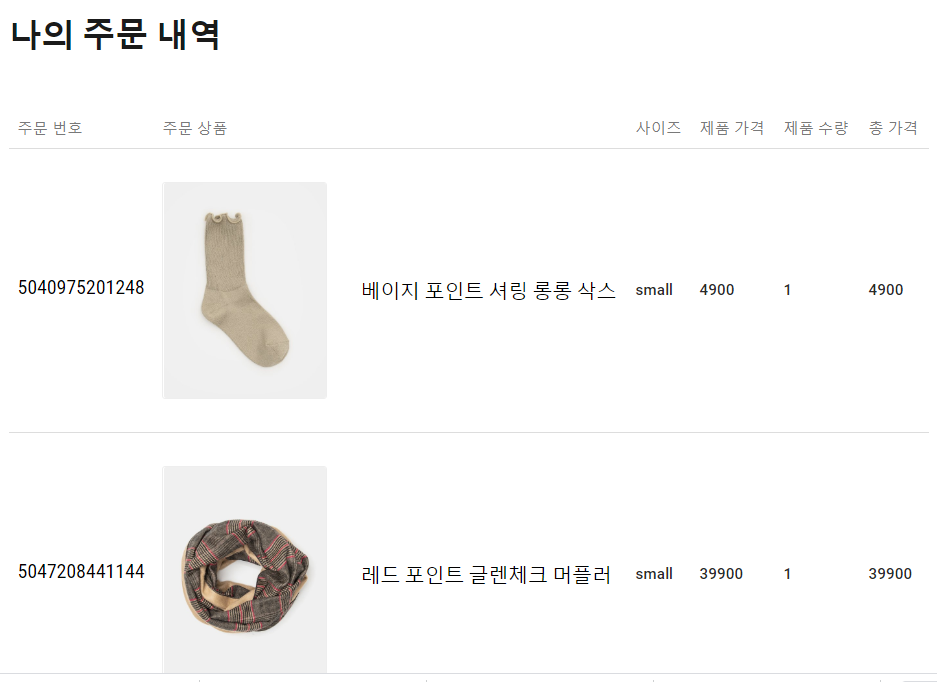 나의 주문 내역
주문 번호 주문 상품 사이즈 제품 가격 제품 수량 총 가격
5040975201248 베이지 포인트 셔링 롱롱 삭스 small 4900 1 4900
5047208441144 레드 포인트 글렌체크 머플러 small 39900 1 39900